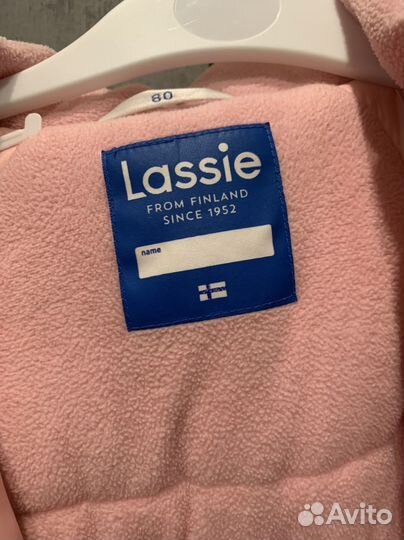 80
Lassie
FROM FINLAND
SINCE 1952
name
Avito